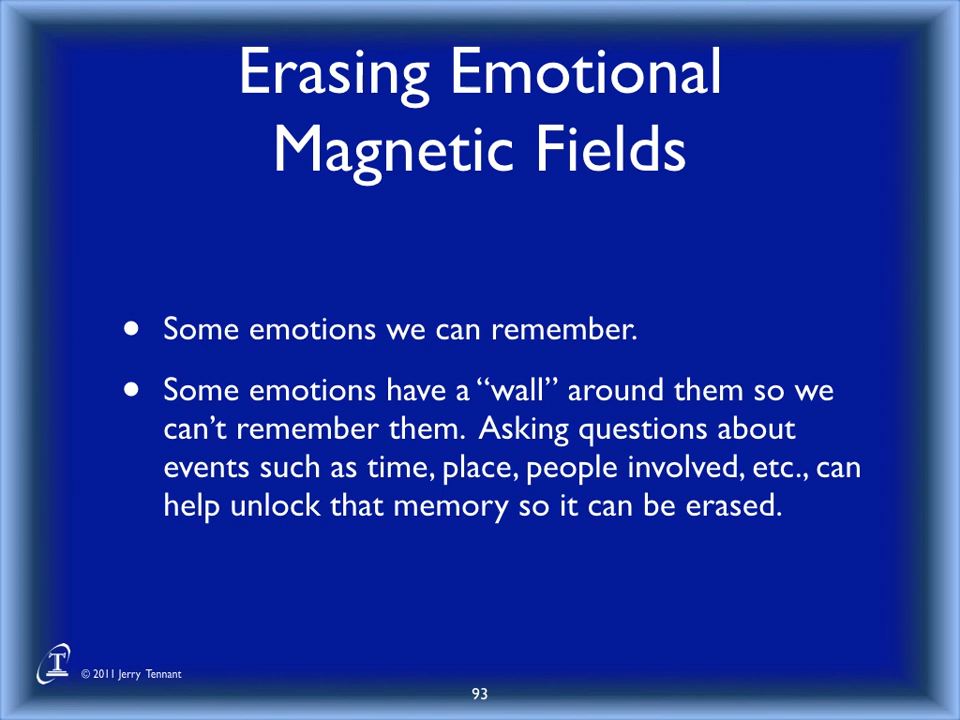 Erasing Emotional
Magnetic Fields
• Some emotions we can remember.
• Some emotions have a “wall” around them so we
can’t remember them.  Asking questions about
events such as time, place, people involved, etc., can
help unlock that memory so it can be erased.
T
© 2011 Jerry Tennant
93